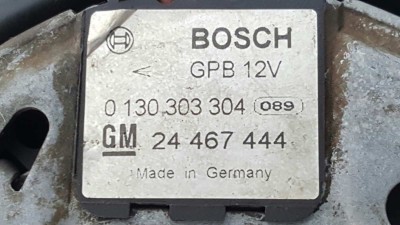 BOSCH
< GPB 12V
0 130 303 304 089
GM 24 467 444
Made in Germany